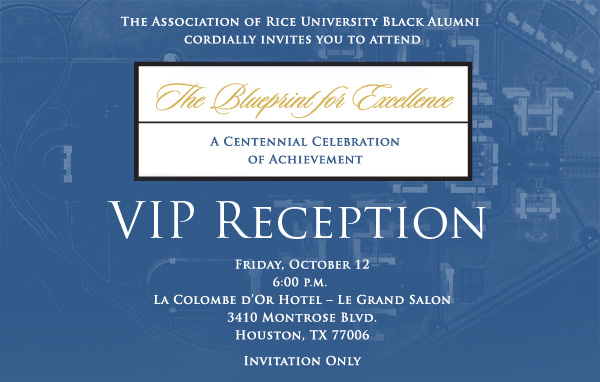 The Association of Rice University Black Alumni
cordially invites you to attend
The Blueprint for Excellence
A Centennial Celebration
of Achievement
VIP Reception
Friday, October 12
6:00 p.m.
La Colombe d'Or Hotel – Le Grand Salon
3410 Montrose Blvd.
Houston, TX 77006
Invitation Only